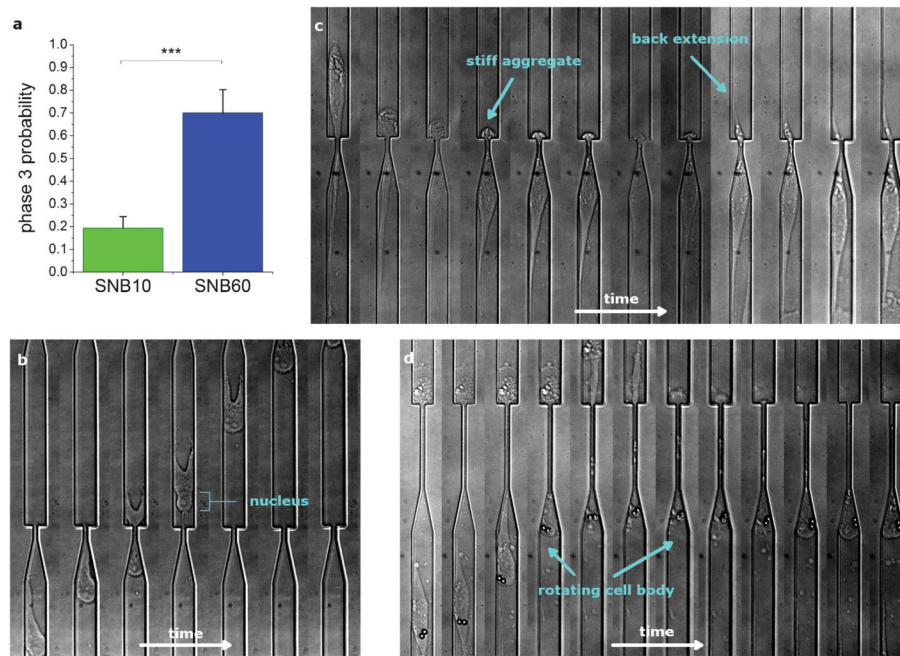 a
***
phase 3 probability
1.0
0.9
0.8
0.7
0.6
0.5
0.4
0.3
0.2
0.1
0.0
SNB10
SNB60
c
stiff aggregate
back extension
time
b
nucleus
time
d
rotating cell body
time